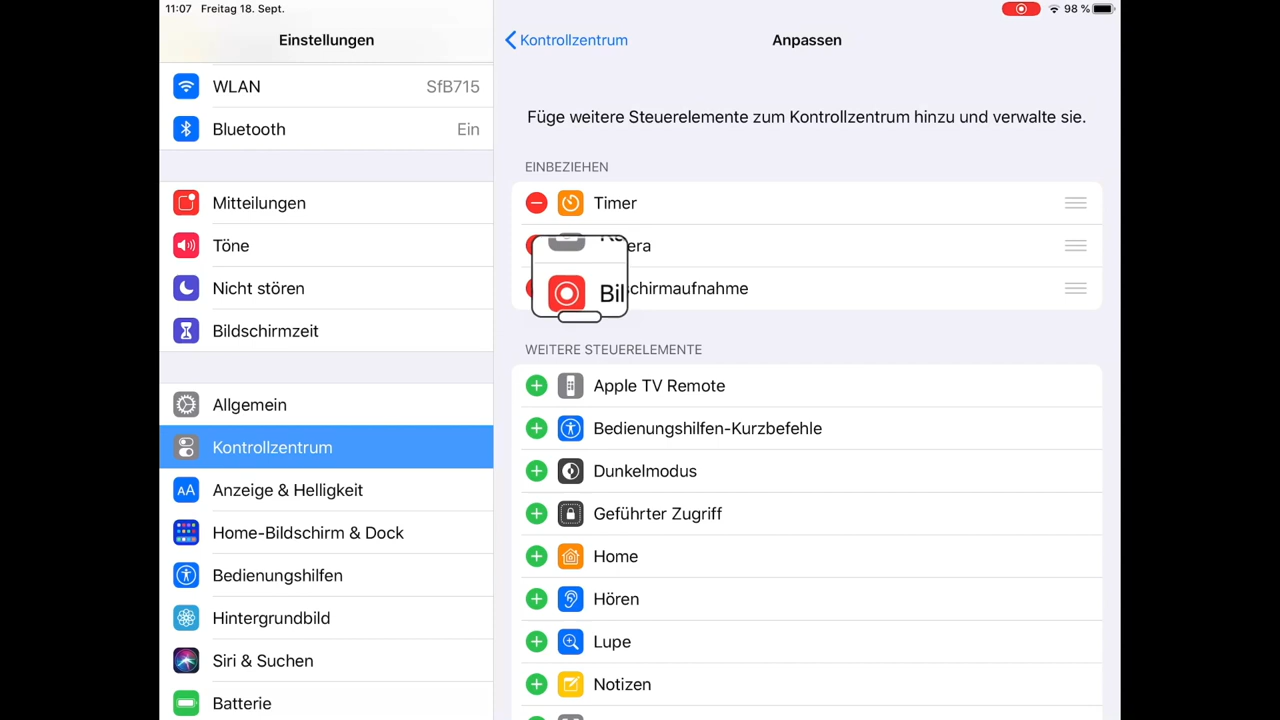 11:07 Freitag 18. Sept.
98 %
Einstellungen
WLAN SfB715
Bluetooth Ein
Mitteilungen
Töne
Nicht stören
Bildschirmzeit
Allgemein
Kontrollzentrum
AA Anzeige & Helligkeit
Home-Bildschirm & Dock
Bedienungshilfen
Hintergrundbild
Siri & Suchen
Batterie
Kontrollzentrum
Anpassen
Füge weitere Steuerelemente zum Kontrollzentrum hinzu und verwalte sie.
EINBEZIEHEN
Timer
era
Bil schirmaufnahme
WEITERE STEUERELEMENTE
Apple TV Remote
Bedienungshilfen-Kurzbefehle
Dunkelmodus
Geführter Zugriff
Home
Hören
Lupe
Notizen